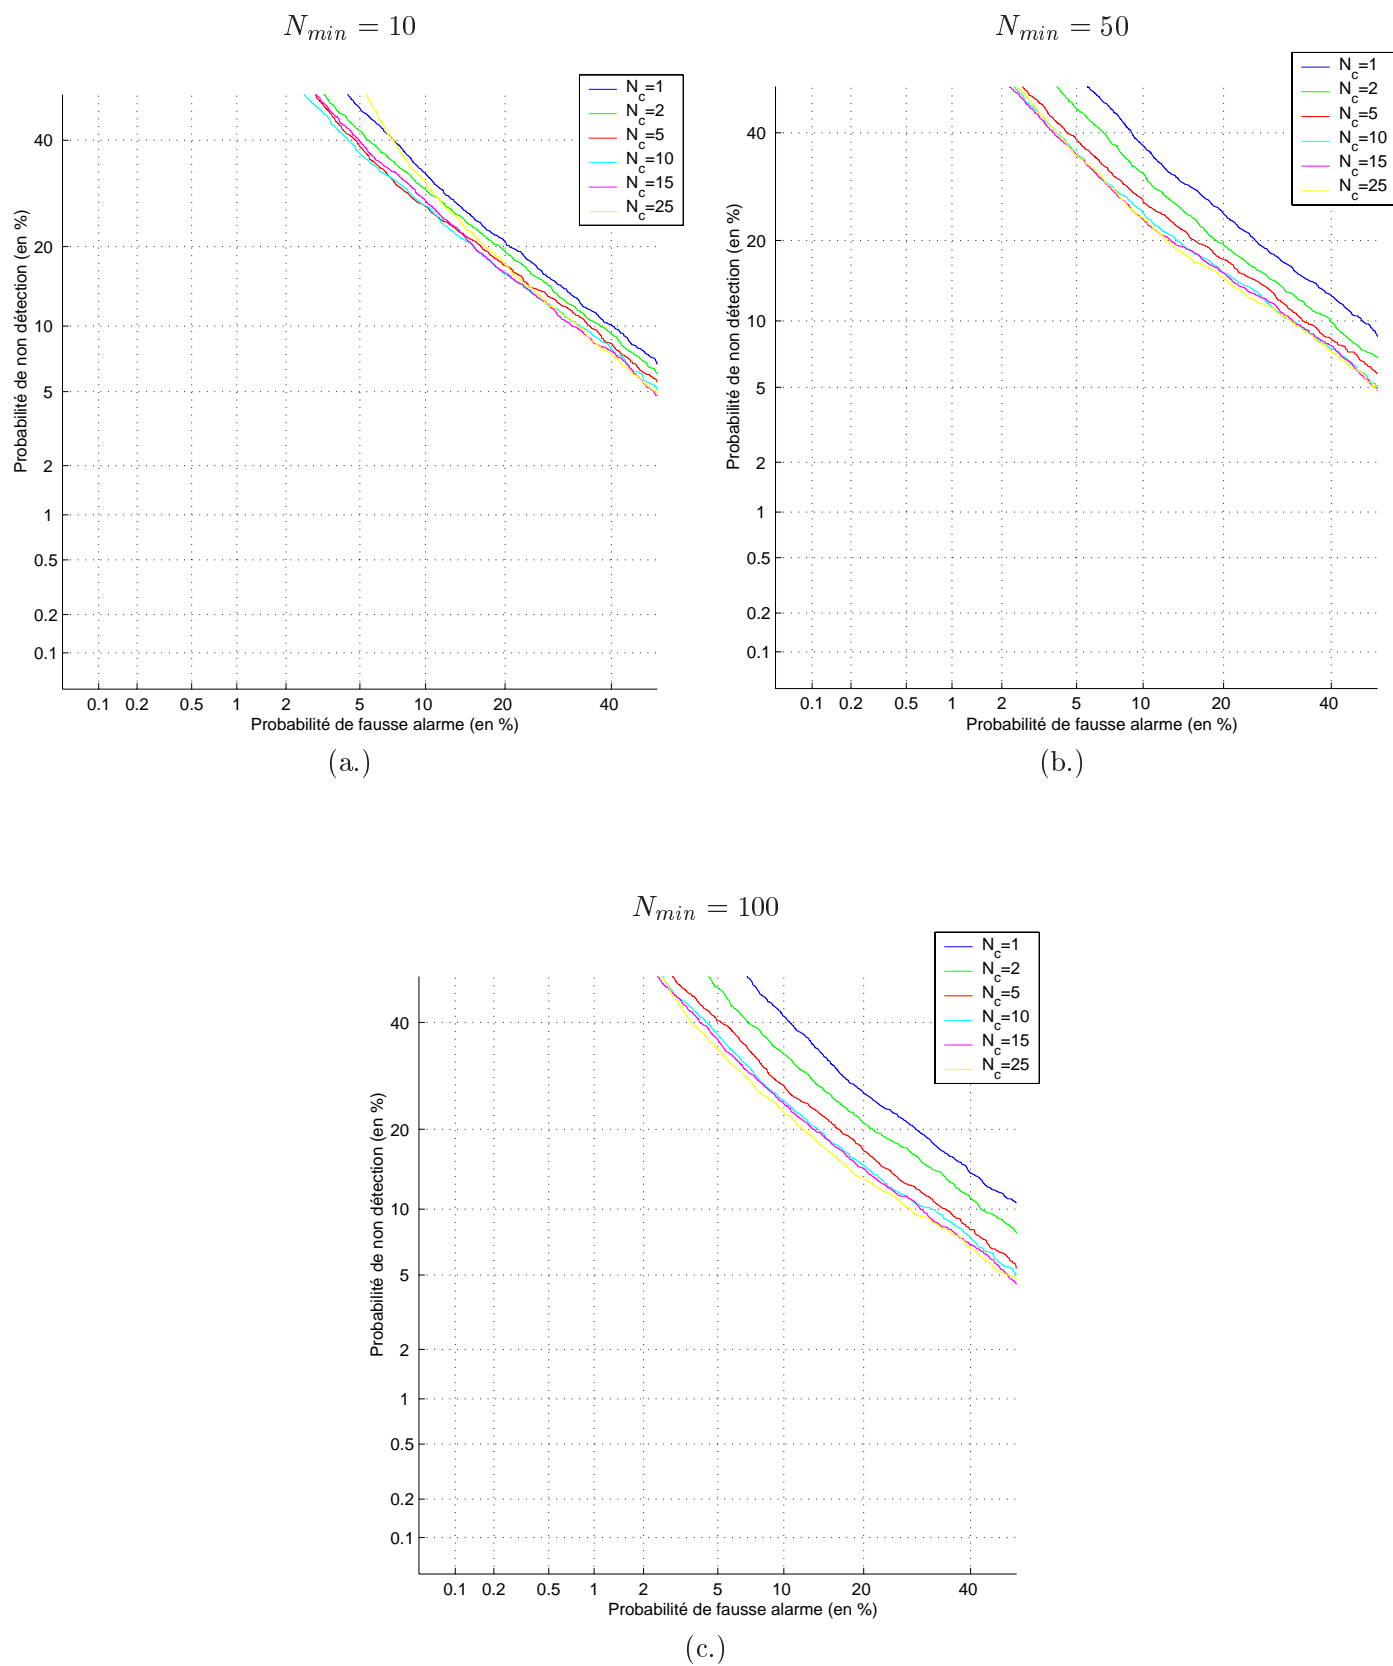 N_min = 10
N_c=1
N_c=2
N_c=5
N_c=10
N_c=15
N_c=25
40
20
10
5
2
1
0.5
0.2
0.1
Probabilité de non détection (en %)
0.1 0.2 0.5 1 2 5 10 20 40
Probabilité de fausse alarme (en %)
(a.)
N_min = 50
N_c=1
N_c=2
N_c=5
N_c=10
N_c=15
N_c=25
40
20
10
5
2
1
0.5
0.2
0.1
Probabilité de non détection (en %)
0.1 0.2 0.5 1 2 5 10 20 40
Probabilité de fausse alarme (en %)
(b.)
N_min = 100
N_c=1
N_c=2
N_c=5
N_c=10
N_c=15
N_c=25
40
20
10
5
2
1
0.5
0.2
0.1
Probabilité de non détection (en %)
0.1 0.2 0.5 1 2 5 10 20 40
Probabilité de fausse alarme (en %)
(c.)